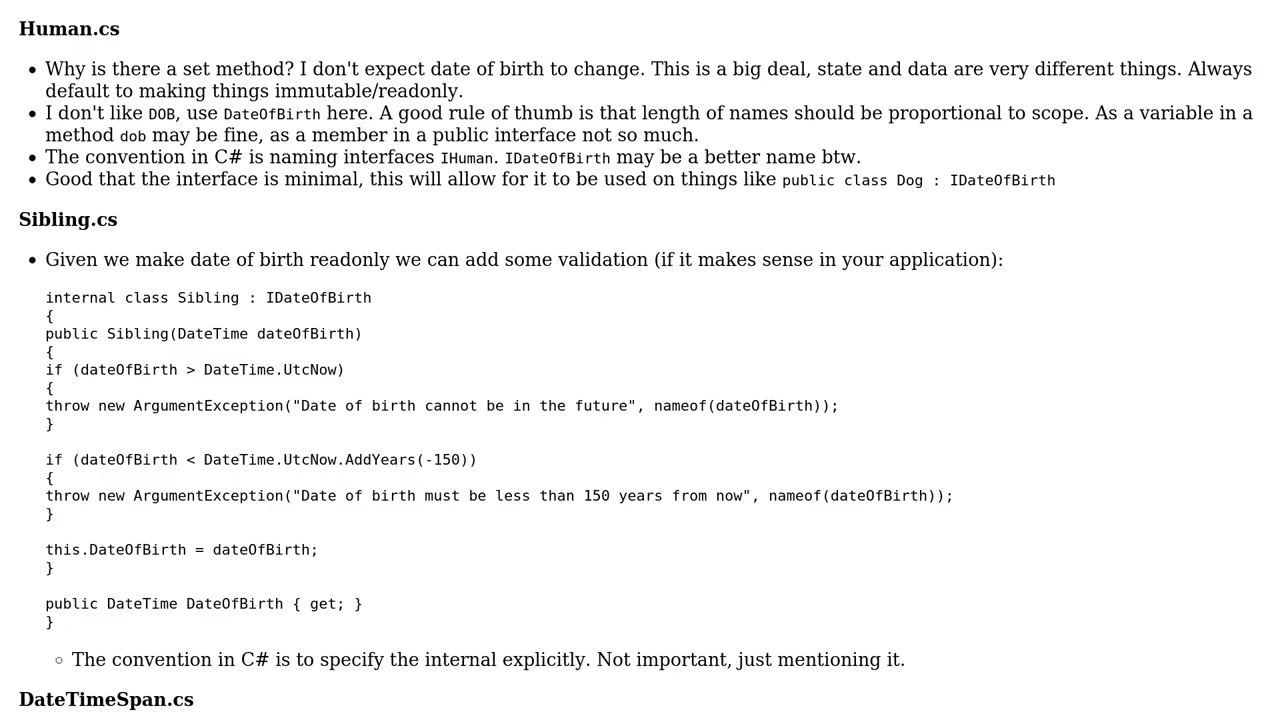 Human.cs
• Why is there a set method? I don't expect date of birth to change. This is a big deal, state and data are very different things. Always
default to making things immutable/readonly.
• I don't like DOB, use DateOfBirth here. A good rule of thumb is that length of names should be proportional to scope. As a variable in a
method dob may be fine, as a member in a public interface not so much.
• The convention in C# is naming interfaces IHuman. IDateOfBirth may be a better name btw.
• Good that the interface is minimal, this will allow for it to be used on things like public class Dog : IDateOfBirth
Sibling.cs
• Given we make date of birth readonly we can add some validation (if it makes sense in your application):
internal class Sibling : IDateOfBirth
{
public Sibling(DateTime dateOfBirth)
{
if (dateOfBirth > DateTime.UtcNow)
{
throw new ArgumentException("Date of birth cannot be in the future", nameof(dateOfBirth));
}
if (dateOfBirth < DateTime.UtcNow.AddYears(-150))
{
throw new ArgumentException("Date of birth must be less than 150 years from now", nameof(dateOfBirth));
}
this.DateOfBirth = dateOfBirth;
}
public DateTime DateOfBirth { get; }
}
◦ The convention in C# is to specify the internal explicitly. Not important, just mentioning it.
DateTimeSpan.cs